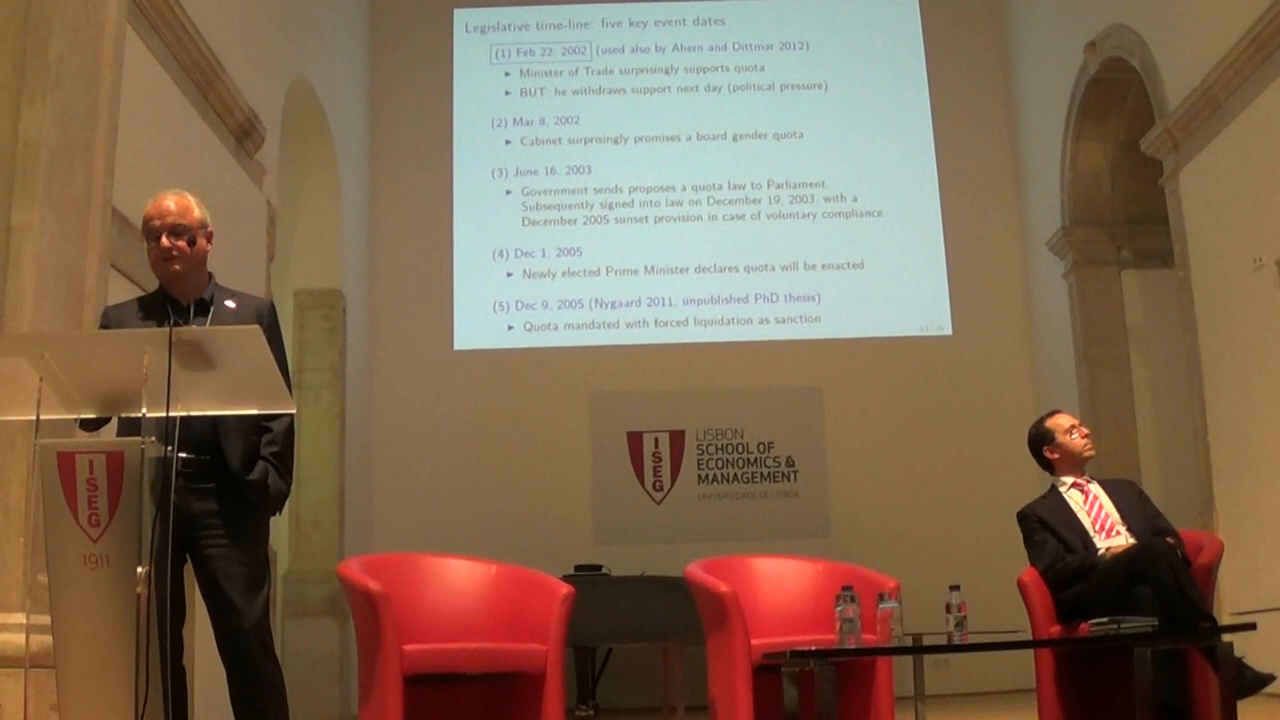 Legislative time-line: five key event dates
(1) Feb 22, 2002 (used also by Ahern and Dittmar 2012)
► Minister of Trade surprisingly supports quota
► BUT he withdraws support next day (political pressure)
(2) Mar 8, 2002
► Cabinet surprisingly promises a board gender quota
(3) June 16, 2003
► Government sends proposes a quota law to Parliament.
Subsequently signed into law on December 19, 2003, with a
December 2005 sunset provision in case of voluntary compliance
(4) Dec 1, 2005
► Newly elected Prime Minister declares quota will be enacted
(5) Dec 9, 2005 (Nygaard 2011, unpublished PhD thesis)
► Quota mandated with forced liquidation as sanction
ISEG
LISBON
SCHOOL OF
ECONOMICS &
MANAGEMENT
UNIVERSIDADE DE LISBOA
ISEG
1911